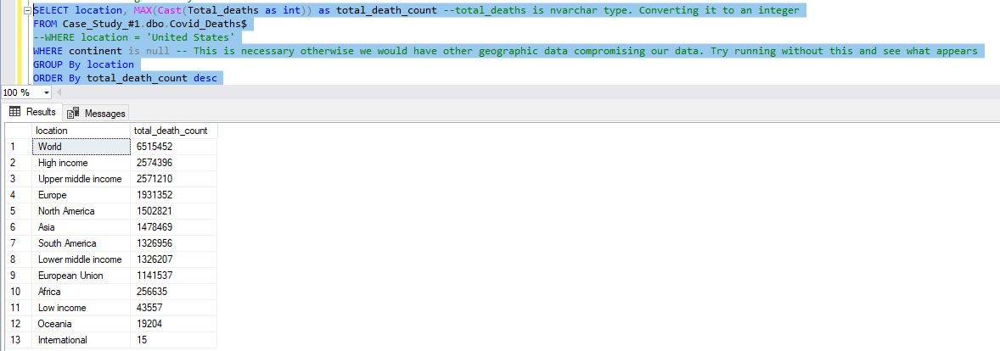 SELECT location, MAX(Cast(Total_deaths as int)) as total_death_count --total_deaths is nvarchar type. Converting it to an integer
FROM Case_Study_#1.dbo.Covid_Deaths$
--WHERE location = 'United States'
WHERE continent is null -- This is necessary otherwise we would have other geographic data compromising our data. Try running without this and see what appears
GROUP By location
ORDER By total_death_count desc
100 %
Results Messages
location total_death_count
1 World 6515452
2 High income 2574396
3 Upper middle income 2571210
4 Europe 1931352
5 North America 1502821
6 Asia 1478469
7 South America 1326956
8 Lower middle income 1326207
9 European Union 1141537
10 Africa 256635
11 Low income 43557
12 Oceania 19204
13 International 15